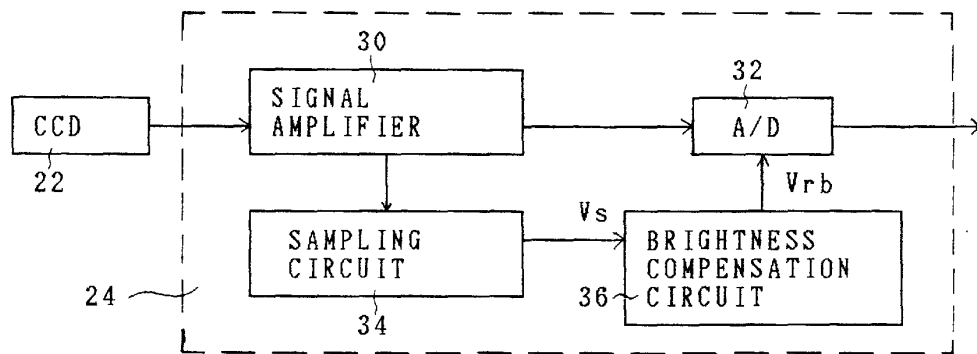 30
SIGNAL
AMPLIFIER
32
A/D
CCD
22
Vrb
Vs
SAMPLING
CIRCUIT
BRIGHTNESS
COMPENSATION
CIRCUIT
24
34
36